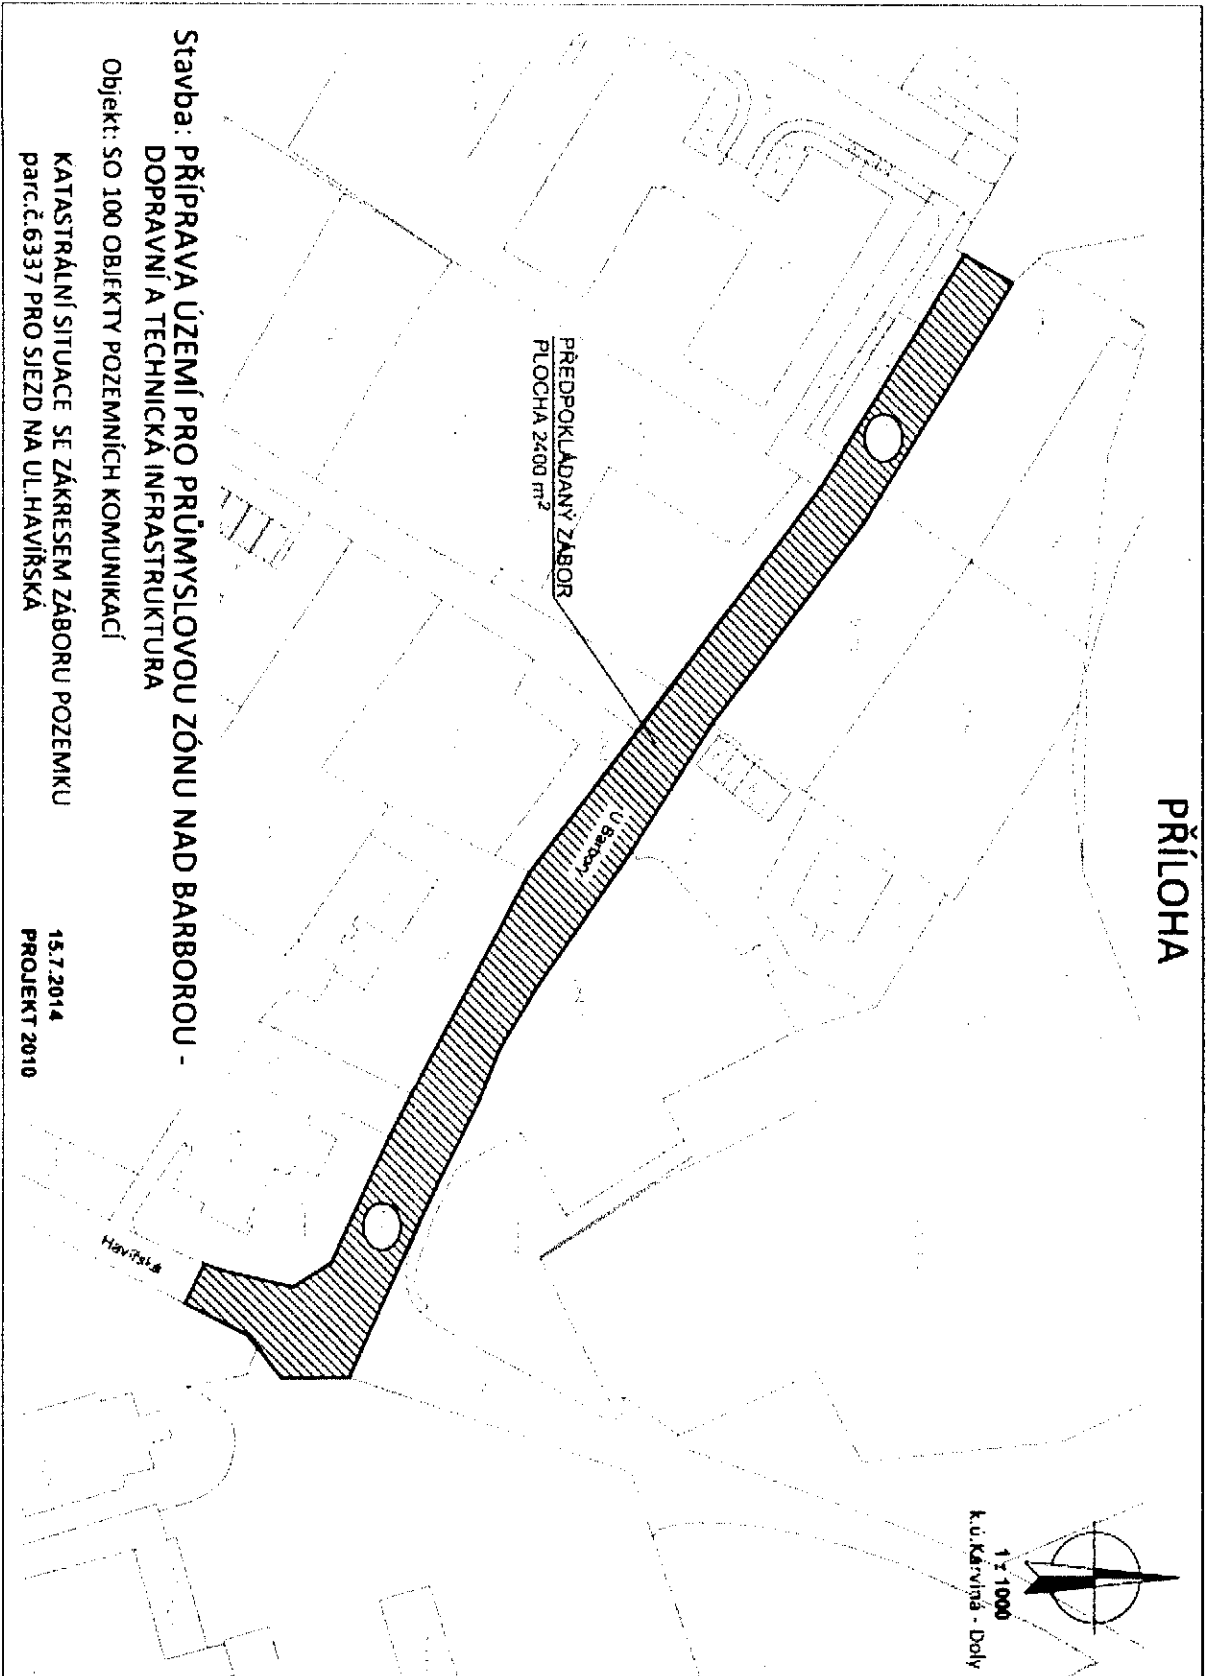 PŘÍLOHA
1 : 1000
k.ú.Karviná - Doly
PŘEDPOKLÁDANÝ ZÁBOR
PLOCHA 2400 m²
U Barbory
Havířská
Stavba: PŘÍPRAVA ÚZEMÍ PRO PRŮMYSLOVOU ZÓNU NAD BARBOROU -
DOPRAVNÍ A TECHNICKÁ INFRASTRUKTURA
Objekt: SO 100 OBJEKTY POZEMNÍCH KOMUNIKACÍ
KATASTRÁLNÍ SITUACE SE ZÁKRESEM ZÁBORU POZEMKU
parc.č.6337 PRO SJEZD NA UL.HAVÍŘSKÁ
15.7.2014
PROJEKT 2010